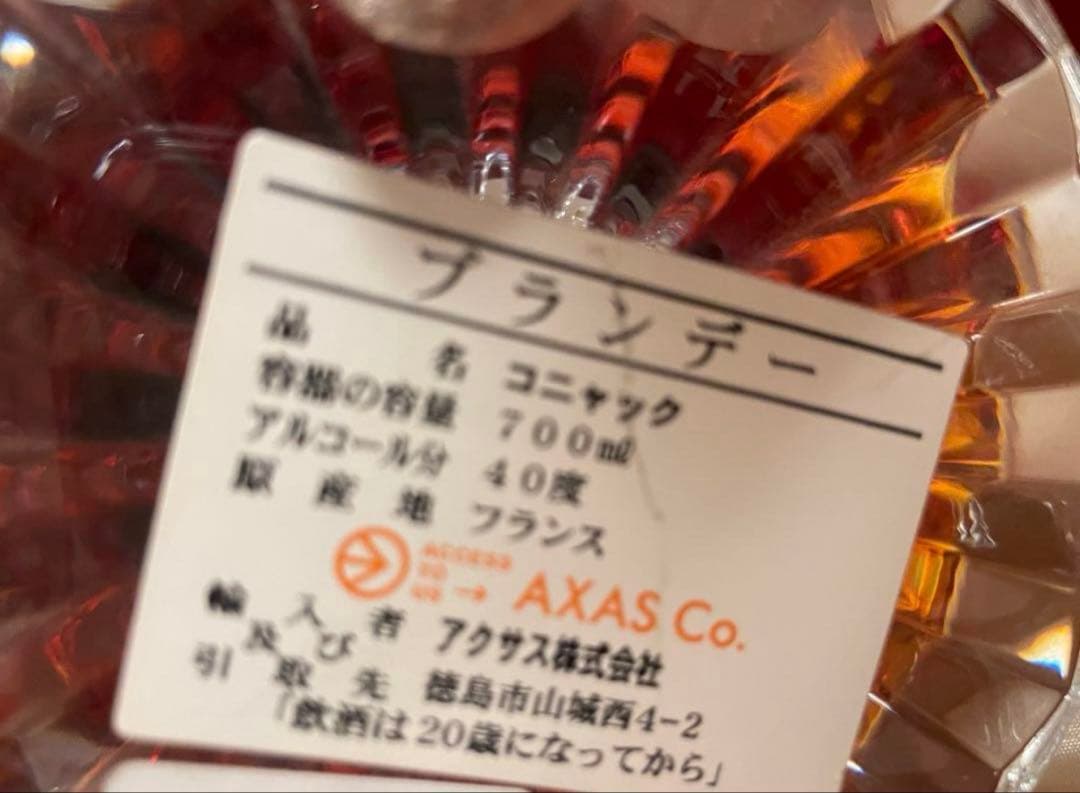 ブランデー
品名 コニャック
容器の容量 700㎖
アルコール分 40度
原産地 フランス
ACCESS TO US → AXAS Co.
輸入者 アクサス株式会社
及び
引取先 徳島市山城西4-2
「飲酒は20歳になってから」